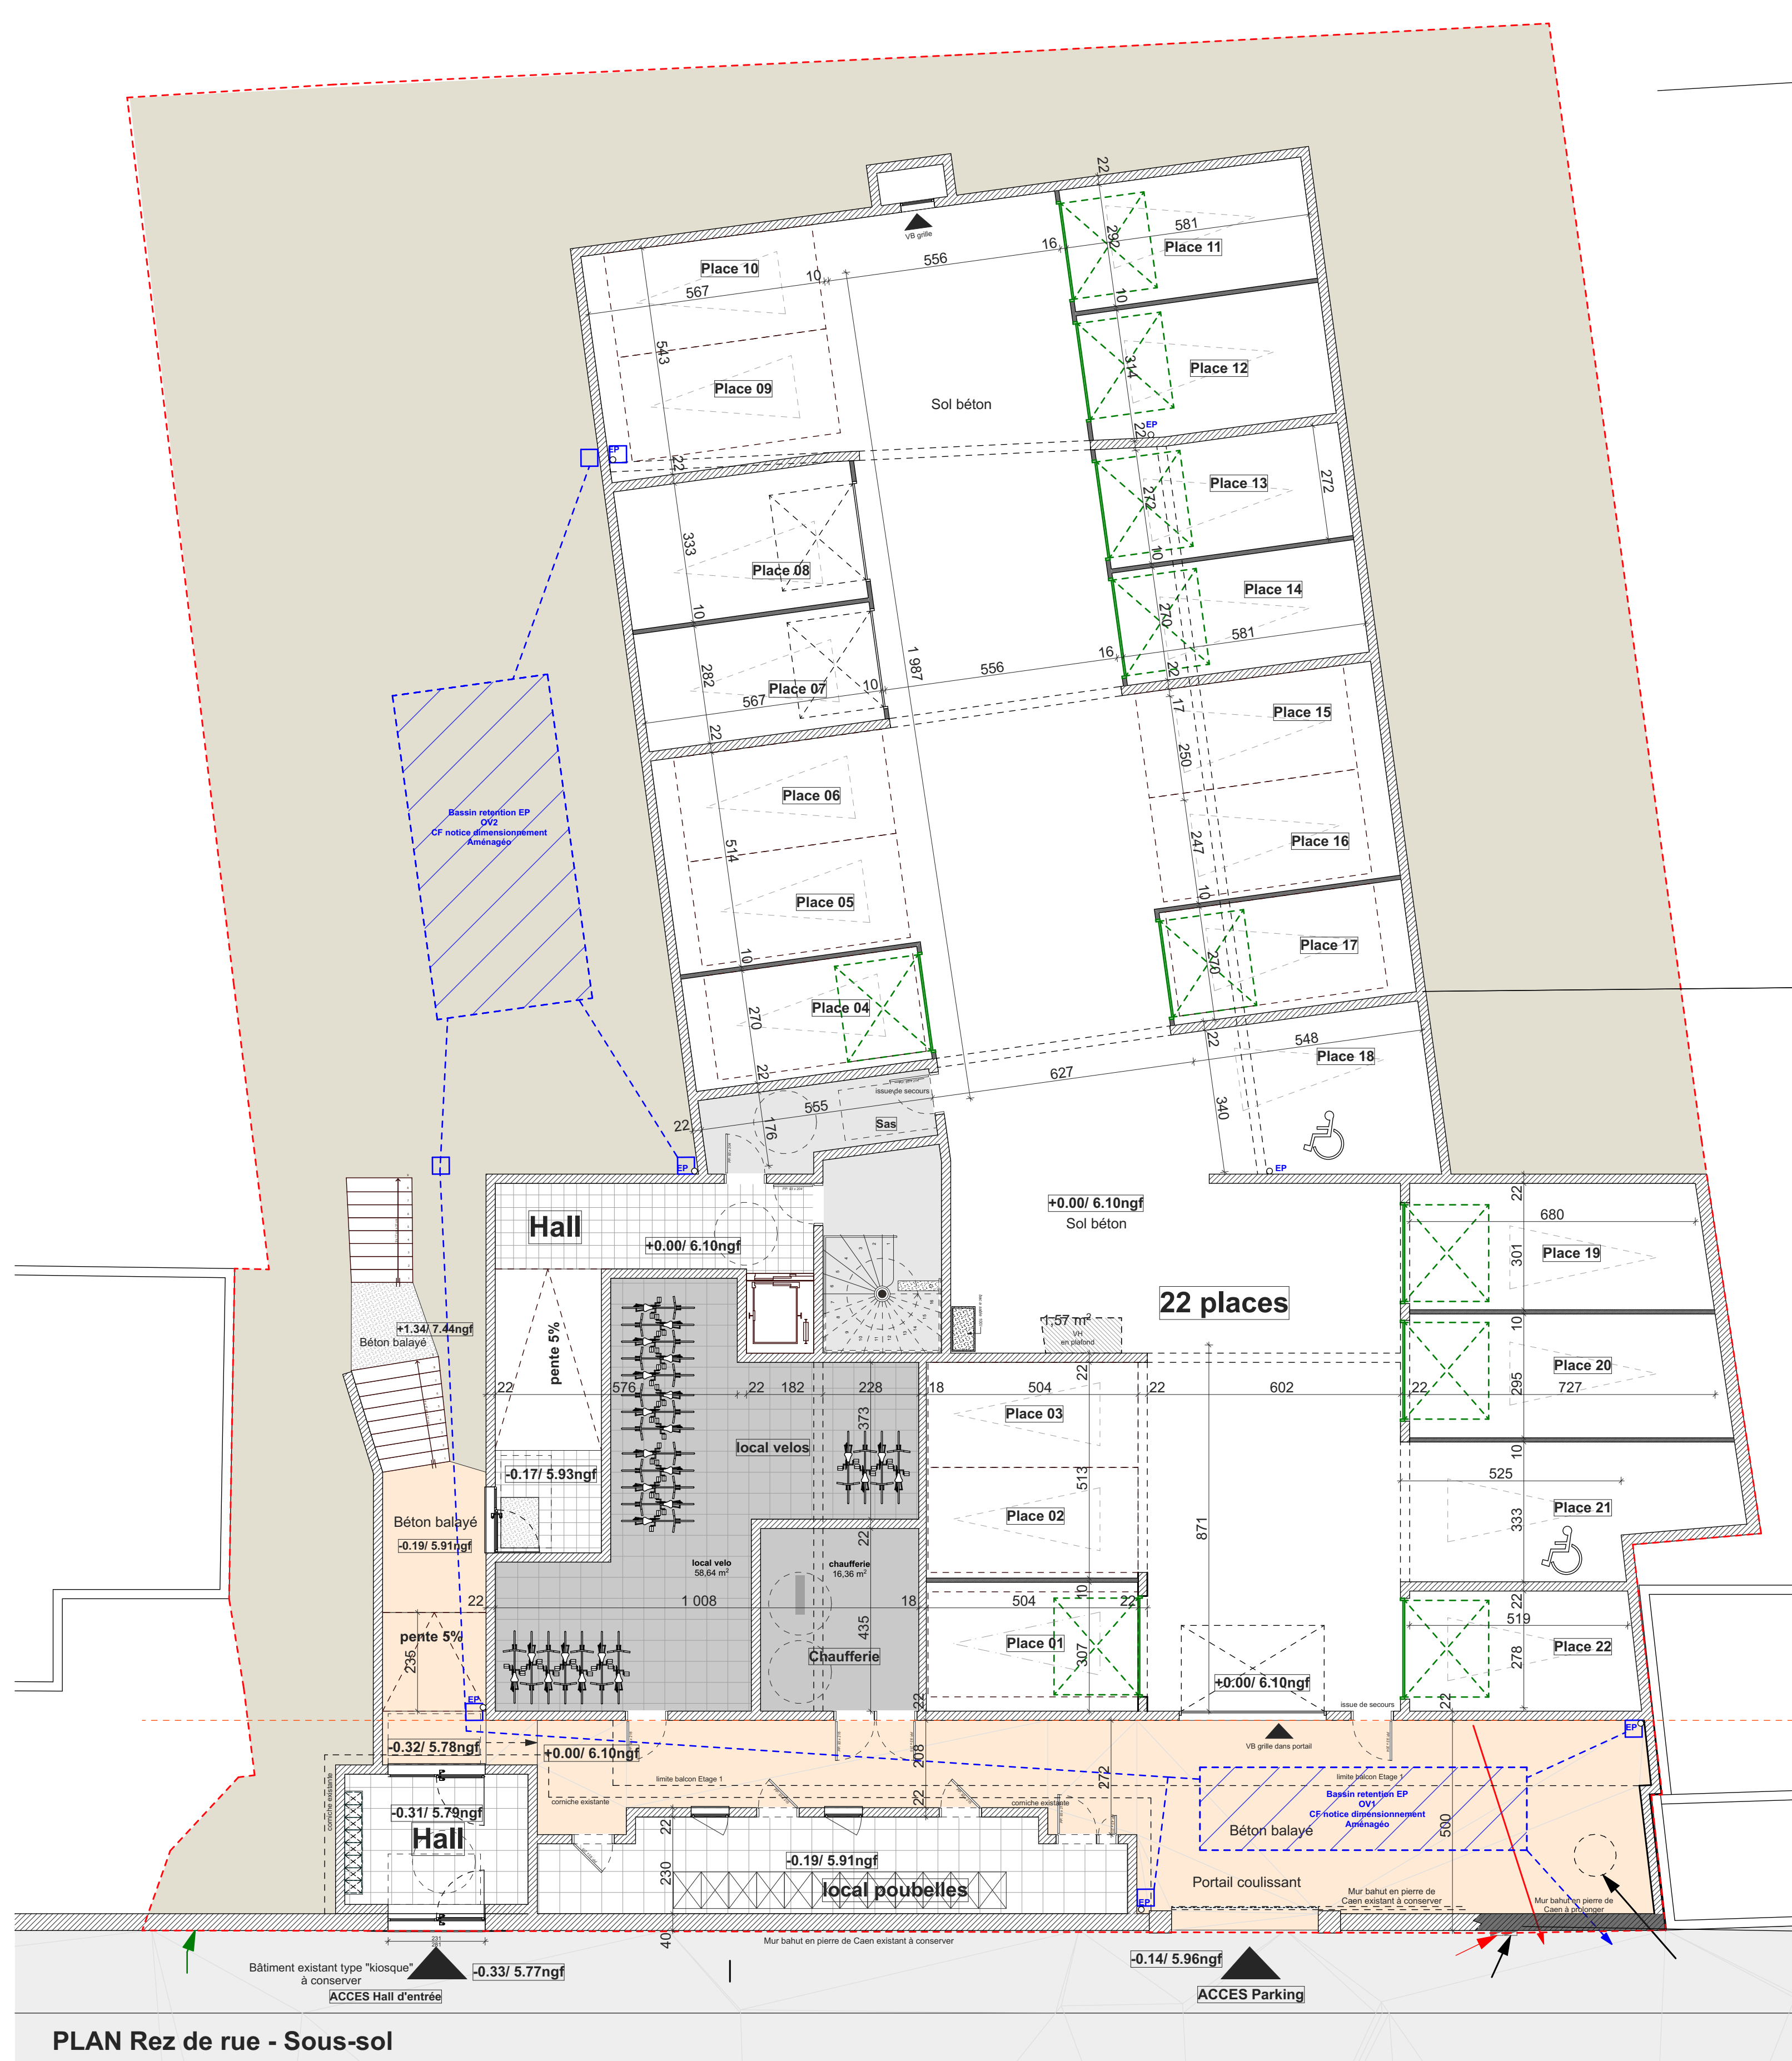 22
VB grille
581
292
Place 11
16
556
10
Place 10
567
10
543
314
Place 12
Place 09
Sol béton
22
EP
EP
22
Place 13
272
272
333
10
Place 08
Place 14
270
10
581
16
556
1 987
282
10
Place 07
567
22
22
17
Place 15
250
Place 06
Bassin retention EP
OV2
CF notice dimensionnement
Aménagéo
514
247
Place 16
10
Place 05
Place 17
10
270
Place 04
270
22
22
548
Place 18
627
issue de secours
555
22
Sas
176
340
EP
EP
+0.00/ 6.10ngf
Sol béton
22
680
Hall
+0.00/ 6.10ngf
301
Place 19
22 places
1,57 m²
VH
en plafond
+1.34/ 7.44ngf
Béton balayé
pente 5%
10
22
Place 20
295
22
576
22
182
228
18
504
22
602
22
727
Place 03
373
local velos
10
-0.17/ 5.93ngf
513
525
Place 21
Place 02
333
Béton balayé
871
-0.19/ 5.91ngf
22
local velo
58,64 m²
chaufferie
16,36 m²
10
22
1 008
18
504
22
22
519
pente 5%
235
435
Place 01
307
278
Place 22
Chaufferie
+0.00/ 6.10ngf
EP
22
issue de secours
22
EP
-0.32/ 5.78ngf
+0.00/ 6.10ngf
208
VB grille dans portail
272
limite balcon Etage 1
limite balcon Etage 1
corniche existante
corniche existante
corniche existante
-0.31/ 5.79ngf
Hall
22
22
Bassin retention EP
OV1
CF notice dimensionnement
Aménagéo
Béton balayé
500
-0.19/ 5.91ngf
230
local poubelles
Portail coulissant
EP
Mur bahut en pierre de
Caen existant à conserver
Mur bahut en pierre de
Caen à prolonger
40
231
Mur bahut en pierre de Caen existant à conserver
Bâtiment existant type "kiosque"
à conserver
-0.33/ 5.77ngf
-0.14/ 5.96ngf
ACCES Hall d'entrée
ACCES Parking
PLAN Rez de rue - Sous-sol